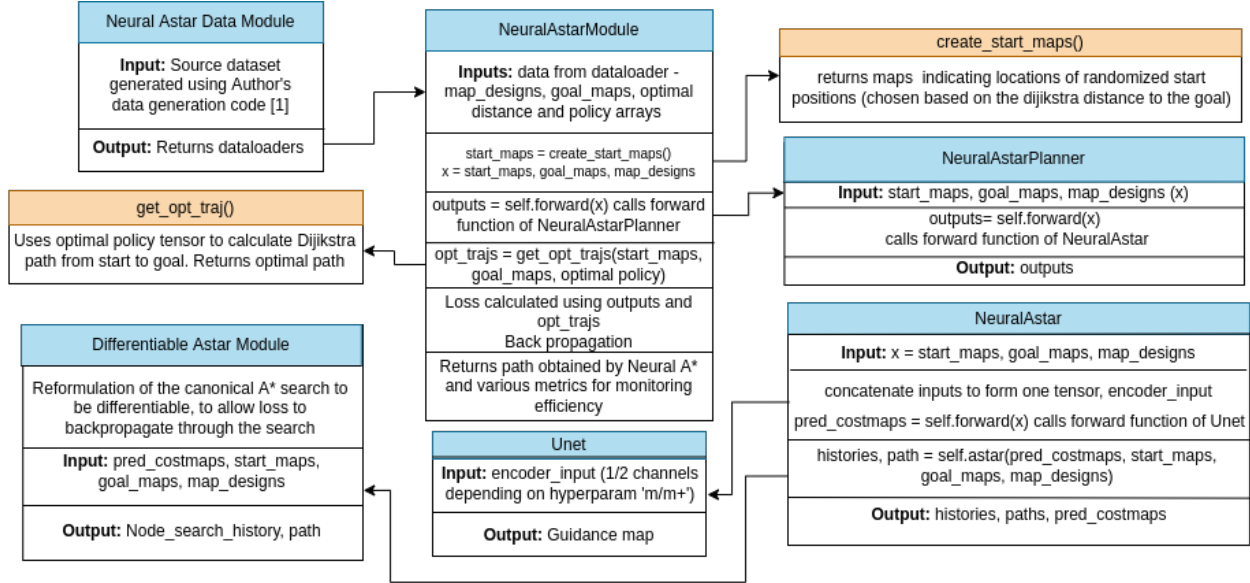 Neural Astar Data Module
Input: Source dataset
generated using Author's
data generation code [1]
Output: Returns dataloaders
NeuralAstarModule
Inputs: data from dataloader -
map_designs, goal_maps, optimal
distance and policy arrays
start_maps = create_start_maps()
x = start_maps, goal_maps, map_designs
outputs = self.forward(x) calls forward
function of NeuralAstarPlanner
opt_trajs = get_opt_trajs(start_maps,
goal_maps, optimal policy)
Loss calculated using outputs and
opt_trajs
Back propagation
Returns path obtained by Neural A*
and various metrics for monitoring
efficiency
create_start_maps()
returns maps indicating locations of randomized start
positions (chosen based on the dijikstra distance to the goal)
NeuralAstarPlanner
Input: start_maps, goal_maps, map_designs (x)
outputs= self.forward(x)
calls forward function of NeuralAstar
Output: outputs
get_opt_traj()
Uses optimal policy tensor to calculate Dijikstra
path from start to goal. Returns optimal path
Differentiable Astar Module
Reformulation of the canonical A* search to
be differentiable, to allow loss to
backpropagate through the search
Input: pred_costmaps, start_maps,
goal_maps, map_designs
Output: Node_search_history, path
Unet
Input: encoder_input (1/2 channels
depending on hyperparam 'm/m+')
Output: Guidance map
NeuralAstar
Input: x = start_maps, goal_maps, map_designs
concatenate inputs to form one tensor, encoder_input
pred_costmaps = self.forward(x) calls forward function of Unet
histories, path = self.astar(pred_costmaps, start_maps,
goal_maps, map_designs)
Output: histories, paths, pred_costmaps